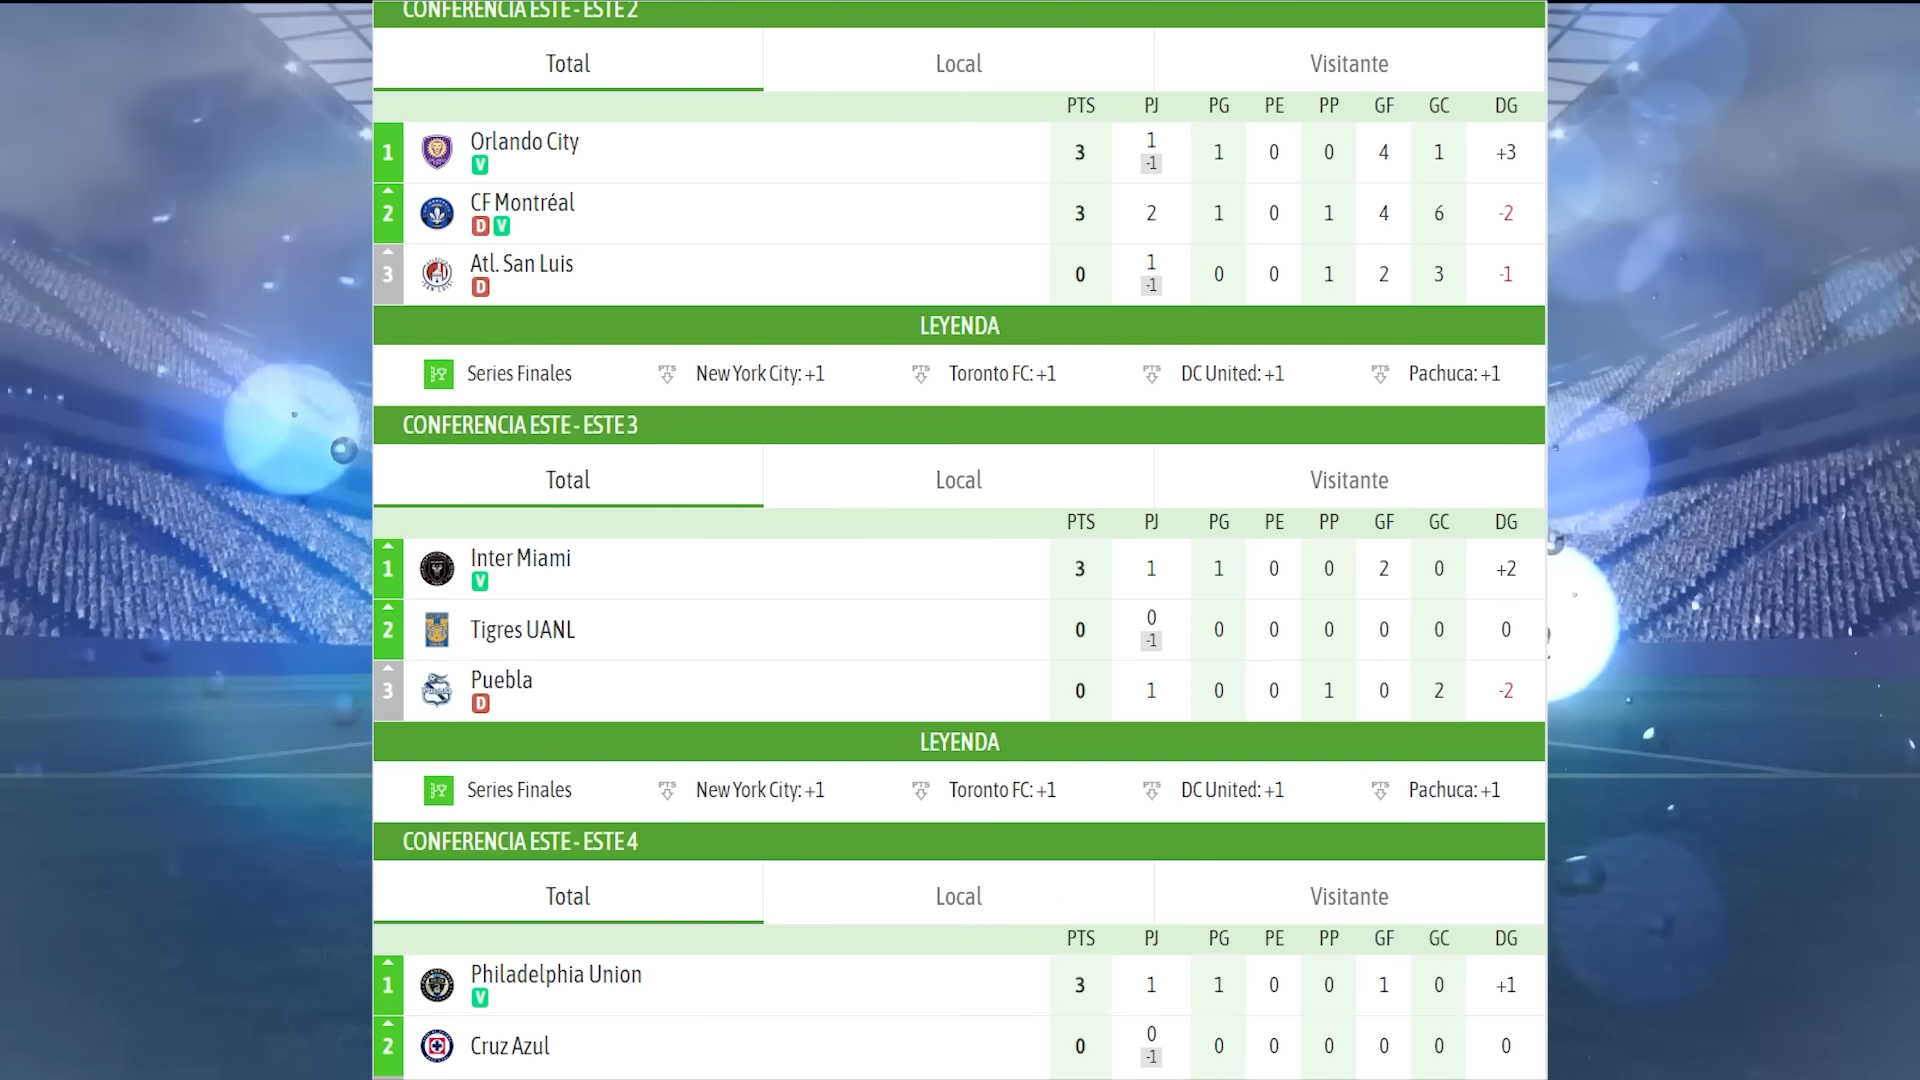 CONFERENCIA ESTE - ESTE 2
Total Local Visitante
PTS PJ PG PE PP GF GC DG
1 Orlando City 3 1 1 0 0 4 1 +3
V -1
2 CF Montréal 3 2 1 0 1 4 6 -2
D V
3 Atl. San Luis 0 1 0 0 1 2 3 -1
D -1
LEYENDA
Series Finales PTS New York City: +1 PTS Toronto FC: +1 PTS DC United: +1 PTS Pachuca: +1
CONFERENCIA ESTE - ESTE 3
Total Local Visitante
PTS PJ PG PE PP GF GC DG
1 Inter Miami 3 1 1 0 0 2 0 +2
V
2 Tigres UANL 0 0 0 0 0 0 0 0
-1
3 Puebla 0 1 0 0 1 0 2 -2
D
LEYENDA
Series Finales PTS New York City: +1 PTS Toronto FC: +1 PTS DC United: +1 PTS Pachuca: +1
CONFERENCIA ESTE - ESTE 4
Total Local Visitante
PTS PJ PG PE PP GF GC DG
1 Philadelphia Union 3 1 1 0 0 1 0 +1
V
2 Cruz Azul 0 0 0 0 0 0 0 0
-1